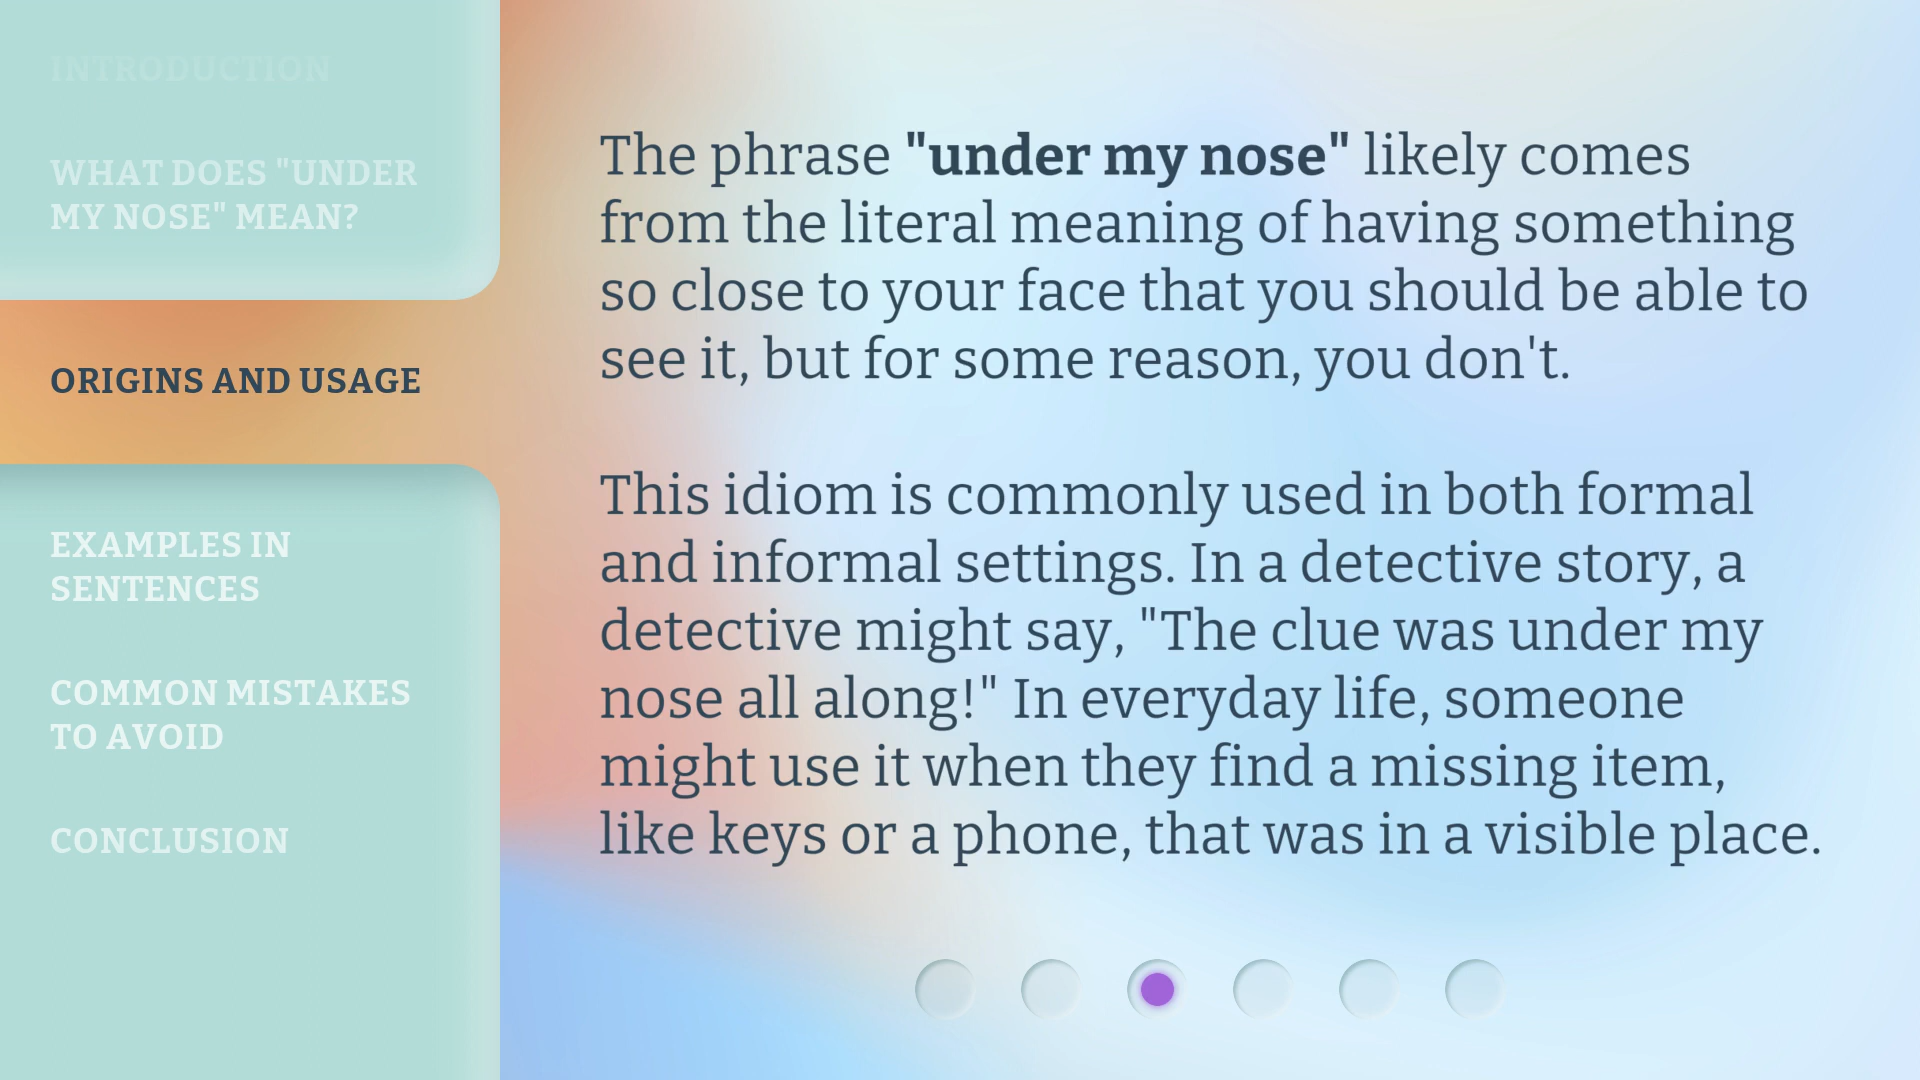 INTRODUCTION
WHAT DOES "UNDER
MY NOSE" MEAN?
ORIGINS AND USAGE
EXAMPLES IN
SENTENCES
COMMON MISTAKES
TO AVOID
CONCLUSION
The phrase "under my nose" likely comes
from the literal meaning of having something
so close to your face that you should be able to
see it, but for some reason, you don't.
This idiom is commonly used in both formal
and informal settings. In a detective story, a
detective might say, "The clue was under my
nose all along!" In everyday life, someone
might use it when they find a missing item,
like keys or a phone, that was in a visible place.